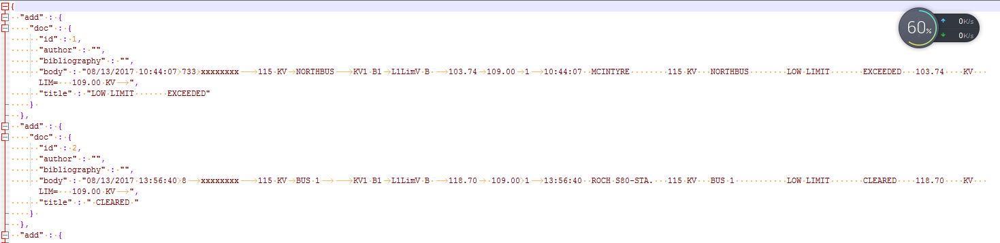 {
"add" : {
"doc" : {
"id" : 1,
"author" : "",
"bibliography" : "",
"body" : "08/13/2017 10:44:07 733 xxxxxxxx 115 KV NORTHBUS KV1 B1 L1LimV B 103.74 109.00 1 10:44:07 MCINTYRE 115 KV NORTHBUS LOW LIMIT EXCEEDED 103.74 KV
LIM= 109.00 KV ",
"title" : "LOW LIMIT EXCEEDED"
}
},
"add" : {
"doc" : {
"id" : 2,
"author" : "",
"bibliography" : "",
"body" : "08/13/2017 13:56:40 8 xxxxxxxx 115 KV BUS 1 KV1 B1 L1LimV B 118.70 109.00 1 13:56:40 ROCH S80-STA. 115 KV BUS 1 LOW LIMIT CLEARED 118.70 KV
LIM= 109.00 KV ",
"title" : " CLEARED "
}
},
"add" : {
60%
0K/s
0K/s